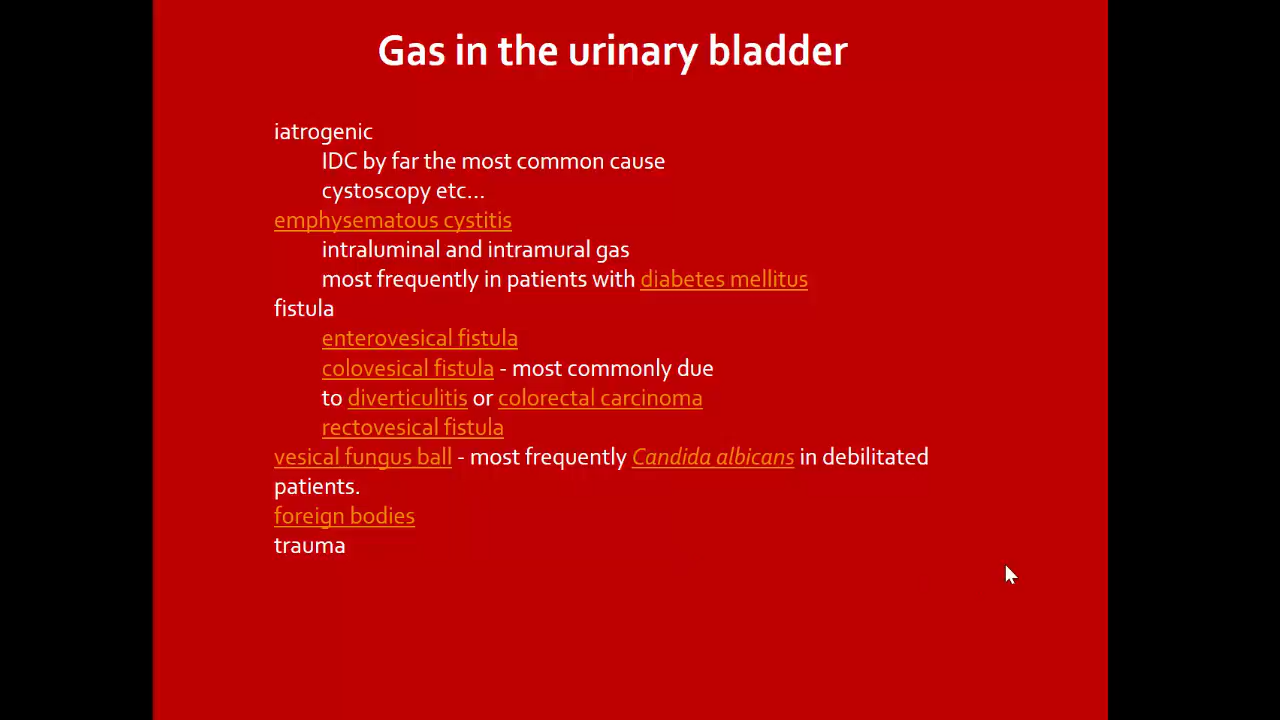 Gas in the urinary bladder
iatrogenic
IDC by far the most common cause
cystoscopy etc...
emphysematous cystitis
intraluminal and intramural gas
most frequently in patients with diabetes mellitus
fistula
enterovesical fistula
colovesical fistula - most commonly due
to diverticulitis or colorectal carcinoma
rectovesical fistula
vesical fungus ball - most frequently Candida albicans in debilitated
patients.
foreign bodies
trauma